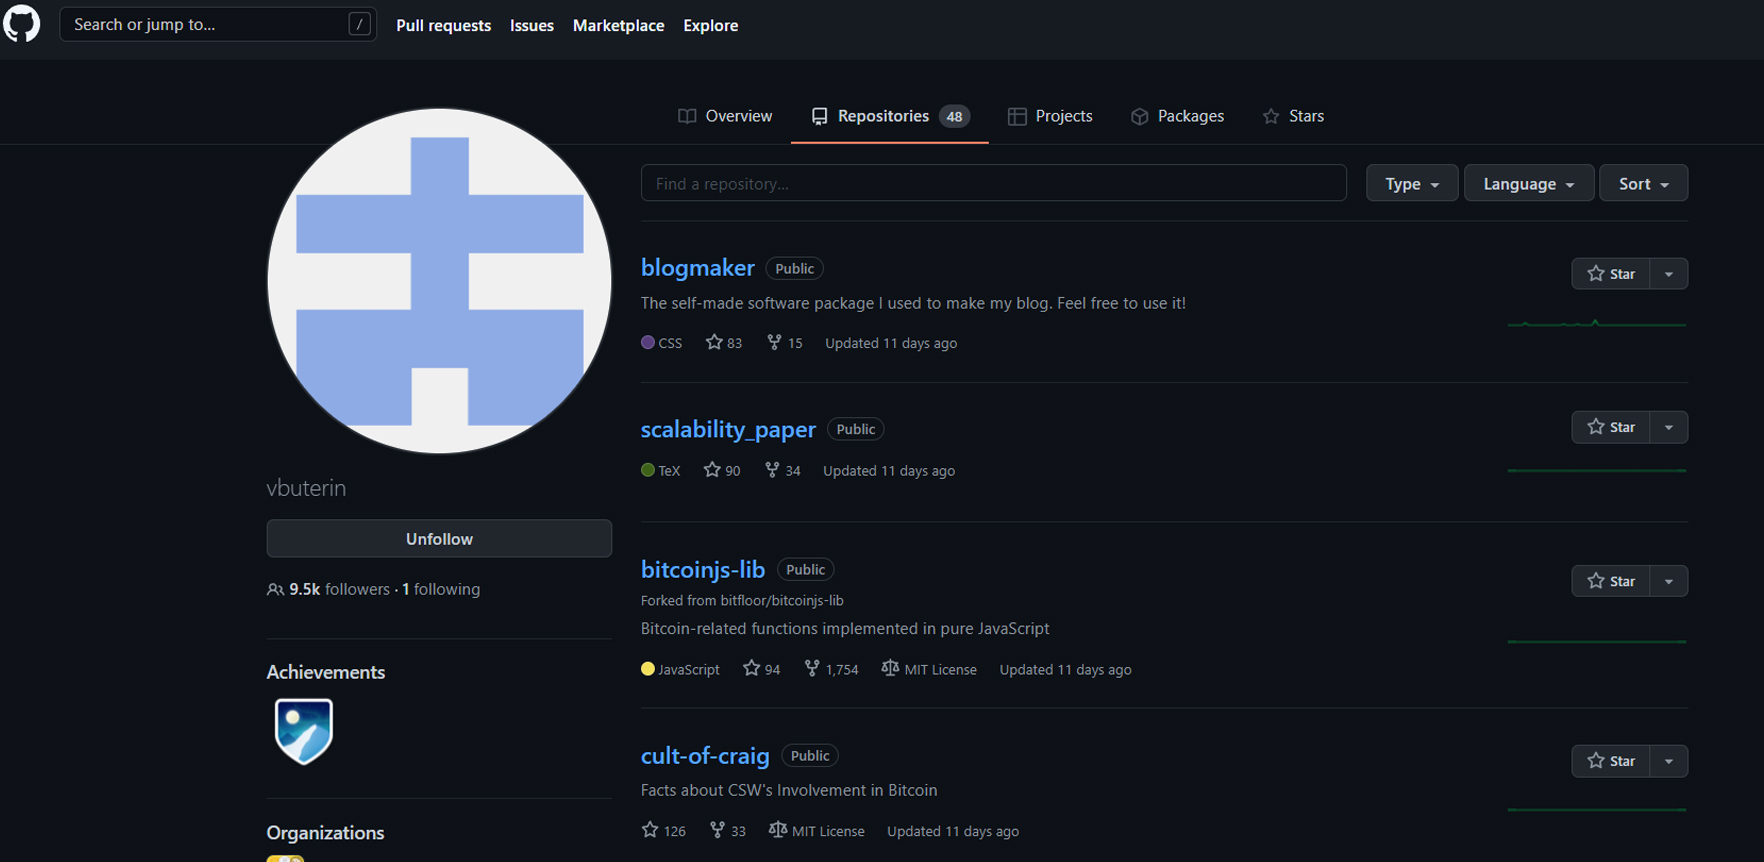 Search or jump to... /
Pull requests Issues Marketplace Explore
Overview Repositories 48 Projects Packages Stars
Find a repository... Type Language Sort
blogmaker Public Star
The self-made software package I used to make my blog. Feel free to use it!
CSS 83 15 Updated 11 days ago
scalability_paper Public Star
TeX 90 34 Updated 11 days ago
vbuterin
Unfollow
9.5k followers · 1 following
Achievements
Organizations
bitcoinjs-lib Public Star
Forked from bitfloor/bitcoinjs-lib
Bitcoin-related functions implemented in pure JavaScript
JavaScript 94 1,754 MIT License Updated 11 days ago
cult-of-craig Public Star
Facts about CSW's Involvement in Bitcoin
126 33 MIT License Updated 11 days ago